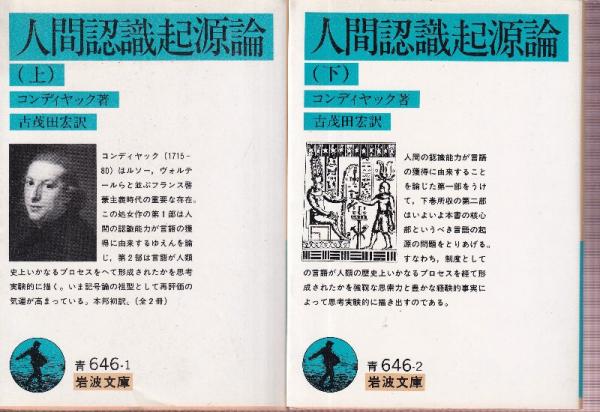 人間認識起源論
(上)
コンディヤック著
古茂田宏訳
コンディヤック(1715-
80)はルソー,ヴォルテ
ールらと並ぶフランス啓
蒙主義時代の重要な存在。
この処女作の第1部は人
間の認識能力が言語の獲
得に由来するゆえんを論
じ,第2部は言語が人類
史上いかなるプロセスをへて形成されたかを思考
実験的に描く。いま記号論の祖型として再評価の
気運が高まっている。本邦初訳。(全2冊)
青646-1
岩波文庫
人間認識起源論
(下)
コンディヤック著
古茂田宏訳
人間の認識能力が言語
の獲得に由来すること
を論じた第一部をうけ
て,下巻所収の第二部
はいよいよ本書の核心
部というべき言語の起
源の問題をとりあげる。
すなわち,制度として
の言語が人類の歴史上いかなるプロセスを経て形
成されたかを強靱な思索力と豊かな経験的事実に
よって思考実験的に描き出すのである。
青646-2
岩波文庫